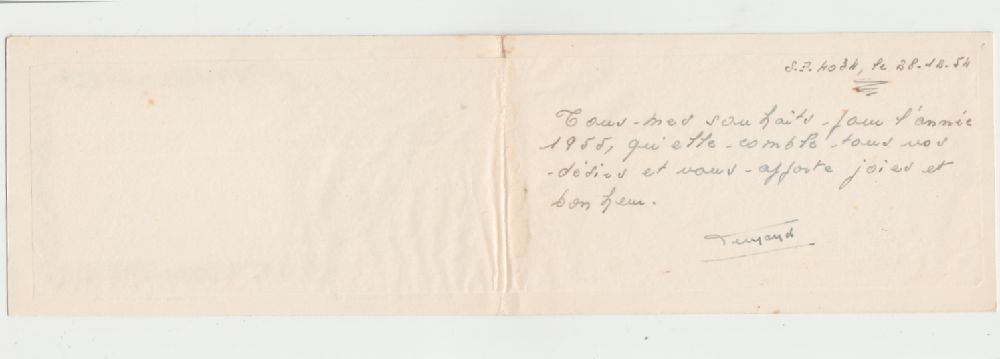 S.P. 4034, le 28-12-54
Tous mes souhaits pour l'année
1955, qu'elle comble tous vos
désirs et vous apporte joies et
bonheur.